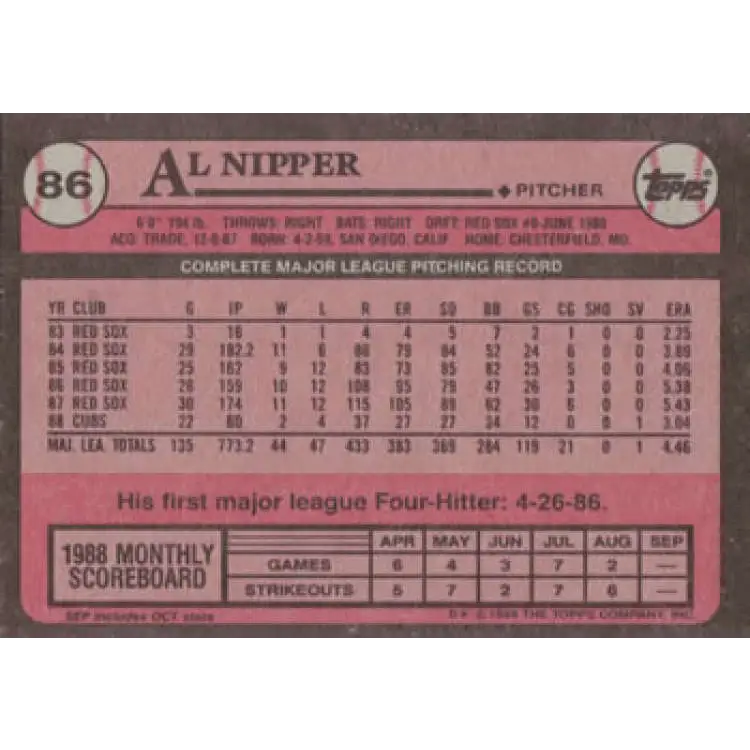 86
AL NIPPER
◆ PITCHER
TOPPS
6'0" 194 lb. THROWS: RIGHT BATS: RIGHT DRFT: RED SOX #8-JUNE 1980
ACQ: TRADE, 12-8-87 BORN: 4-2-59, SAN DIEGO, CALIF. HOME: CHESTERFIELD, MO.
COMPLETE MAJOR LEAGUE PITCHING RECORD
YR CLUB G IP W L R ER SO BB GS CG SHO SV ERA
83 RED SOX 3 16 1 1 4 4 5 7 2 1 0 0 2.25
84 RED SOX 29 182.2 11 6 86 79 84 52 24 6 0 0 3.89
85 RED SOX 25 162 9 12 83 73 85 82 25 5 0 0 4.06
86 RED SOX 26 159 10 12 108 95 79 47 26 3 0 0 5.38
87 RED SOX 30 174 11 12 115 105 89 62 30 6 0 0 5.43
88 CUBS 22 80 2 4 37 27 27 34 12 0 0 1 3.04
MAJ. LEA. TOTALS 135 773.2 44 47 433 383 369 284 119 21 0 1 4.46
His first major league Four-Hitter: 4-26-86.
1988 MONTHLY SCOREBOARD
APR MAY JUN JUL AUG SEP
GAMES 6 4 3 7 2 —
STRIKEOUTS 5 7 2 7 6 —
SEP includes OCT. stats
D* © 1989 THE TOPPS COMPANY, INC.